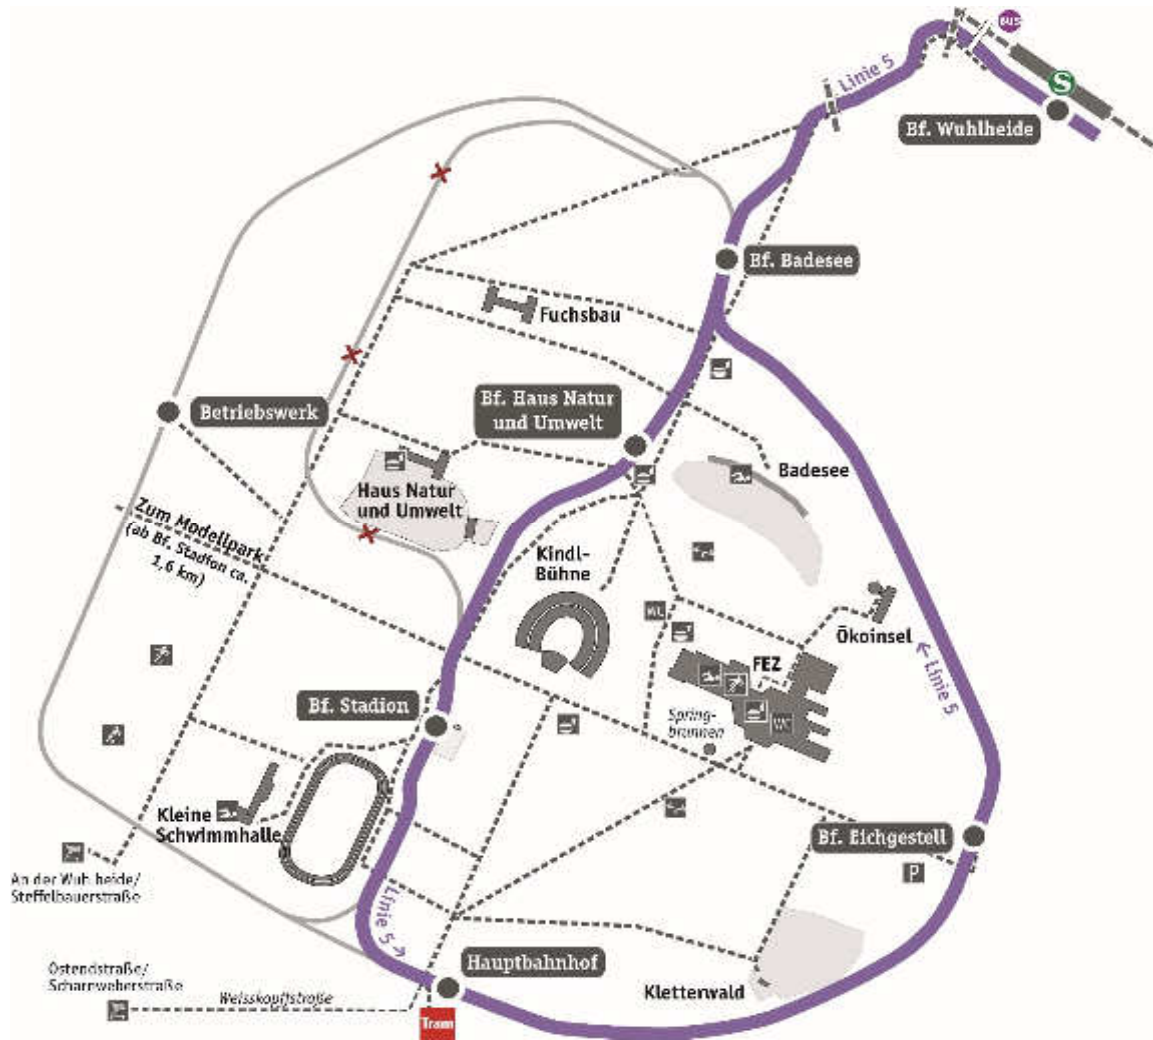 BUS
Linie 5
S
Bf. Wuhlheide
Bf. Badesee
Fuchsbau
Bf. Haus Natur
und Umwelt
Betriebswerk
Badesee
Haus Natur
und Umwelt
Zum Modellpark
(ab Bf. Stadion ca.
1,6 km)
Kindl-
Bühne
WC
Ökoinsel
FEZ
Linie 5
Bf. Stadion
Spring-
brunnen
WC
Kleine
Schwimmhalle
Bf. Eichgestell
P
An der Wuhlheide/
Steffelbauerstraße
Linie 5
Hauptbahnhof
Ostendstraße/
Scharnweberstraße
Weisskopffstraße
Kletterwald
Tram